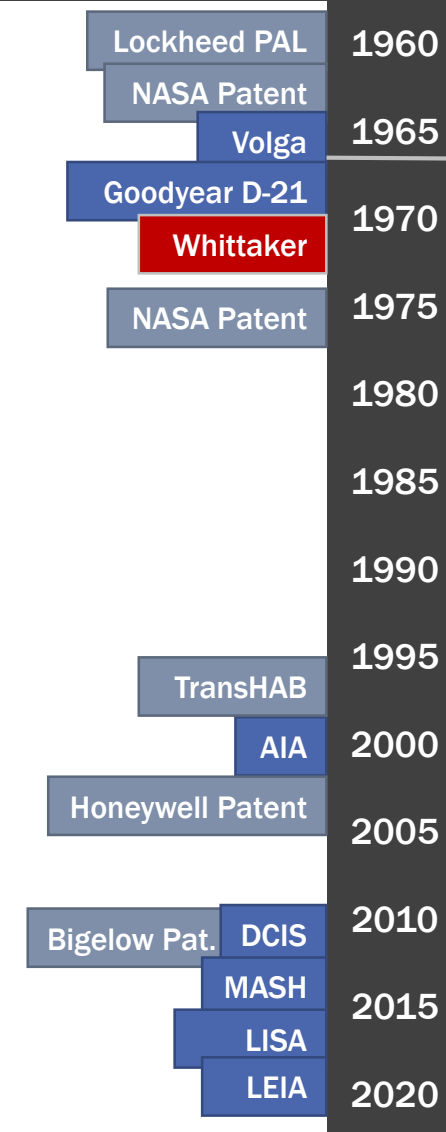 Lockheed PAL 1960
NASA Patent
Volga 1965
Goodyear D-21
1970
Whittaker
1975
NASA Patent
1980
1985
1990
1995
TransHAB
AIA 2000
Honeywell Patent
2005
Bigelow Pat. DCIS 2010
MASH
2015
LISA
LEIA 2020